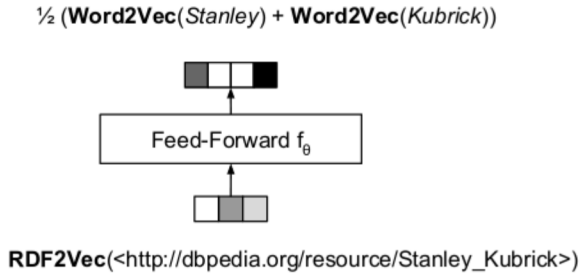 ½ (Word2Vec(Stanley) + Word2Vec(Kubrick))
Feed-Forward fθ
RDF2Vec(<http://dbpedia.org/resource/Stanley_Kubrick>)